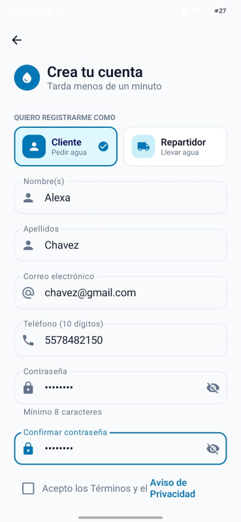 27
Crea tu cuenta
Tarda menos de un minuto
QUIERO REGISTRARME COMO
Cliente
Pedir agua
Repartidor
Llevar agua
Nombre(s)
Alexa
Apellidos
Chavez
Correo electrónico
chavez@gmail.com
Teléfono (10 dígitos)
5578482150
Contraseña
••••••••
Mínimo 8 caracteres
Confirmar contraseña
••••••••
Acepto los Términos y el Aviso de
Privacidad